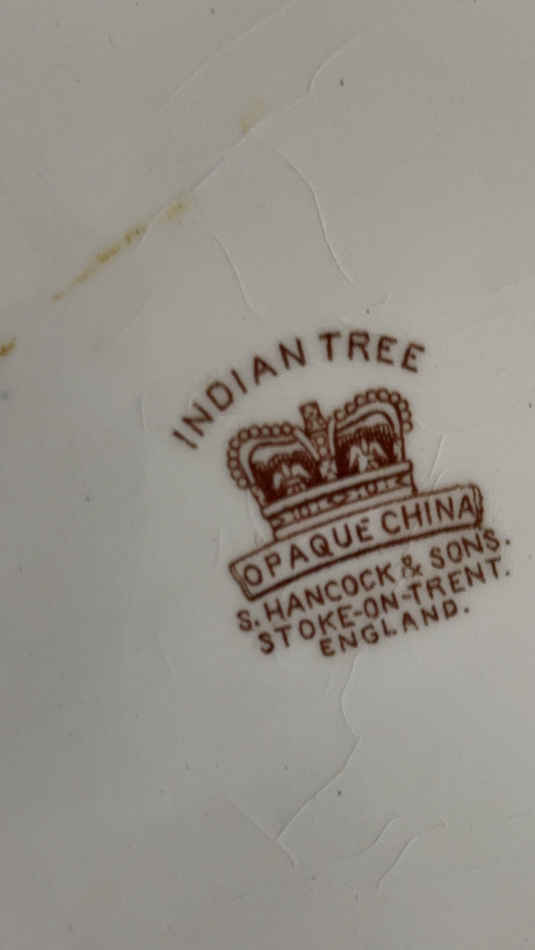 INDIAN TREE
OPAQUE CHINA
S. HANCOCK & SONS.
STOKE-ON-TRENT.
ENGLAND.